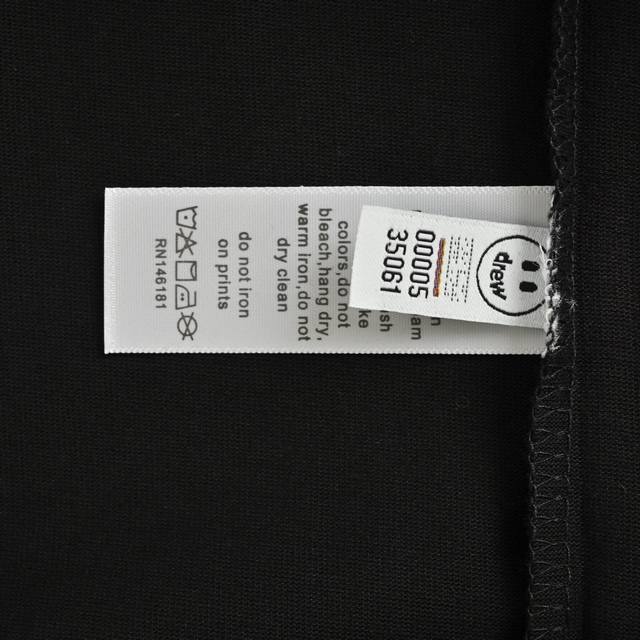 drew
00005
35061
colors, do not
bleach, hang dry,
warm iron, do not
dry clean
do not iron
on prints
RN146181